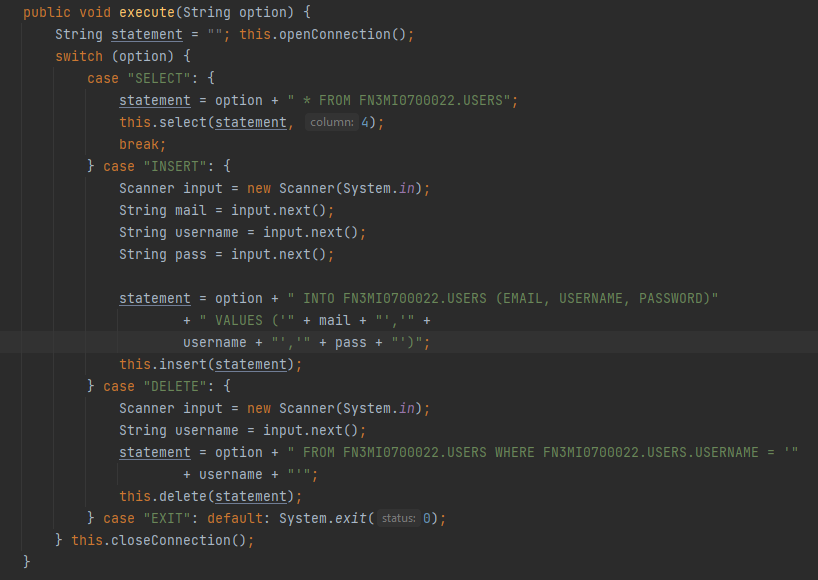 public void execute(String option) {
    String statement = ""; this.openConnection();
    switch (option) {
        case "SELECT": {
            statement = option + " * FROM FN3MI0700022.USERS";
            this.select(statement, column: 4);
            break;
        } case "INSERT": {
            Scanner input = new Scanner(System.in);
            String mail = input.next();
            String username = input.next();
            String pass = input.next();

            statement = option + " INTO FN3MI0700022.USERS (EMAIL, USERNAME, PASSWORD)"
                    + " VALUES ('" + mail + "','" +
                    username + "','" + pass + "')";
            this.insert(statement);
        } case "DELETE": {
            Scanner input = new Scanner(System.in);
            String username = input.next();
            statement = option + " FROM FN3MI0700022.USERS WHERE FN3MI0700022.USERS.USERNAME = '"
                    + username + "'";
            this.delete(statement);
        } case "EXIT": default: System.exit( status: 0);
    } this.closeConnection();
}